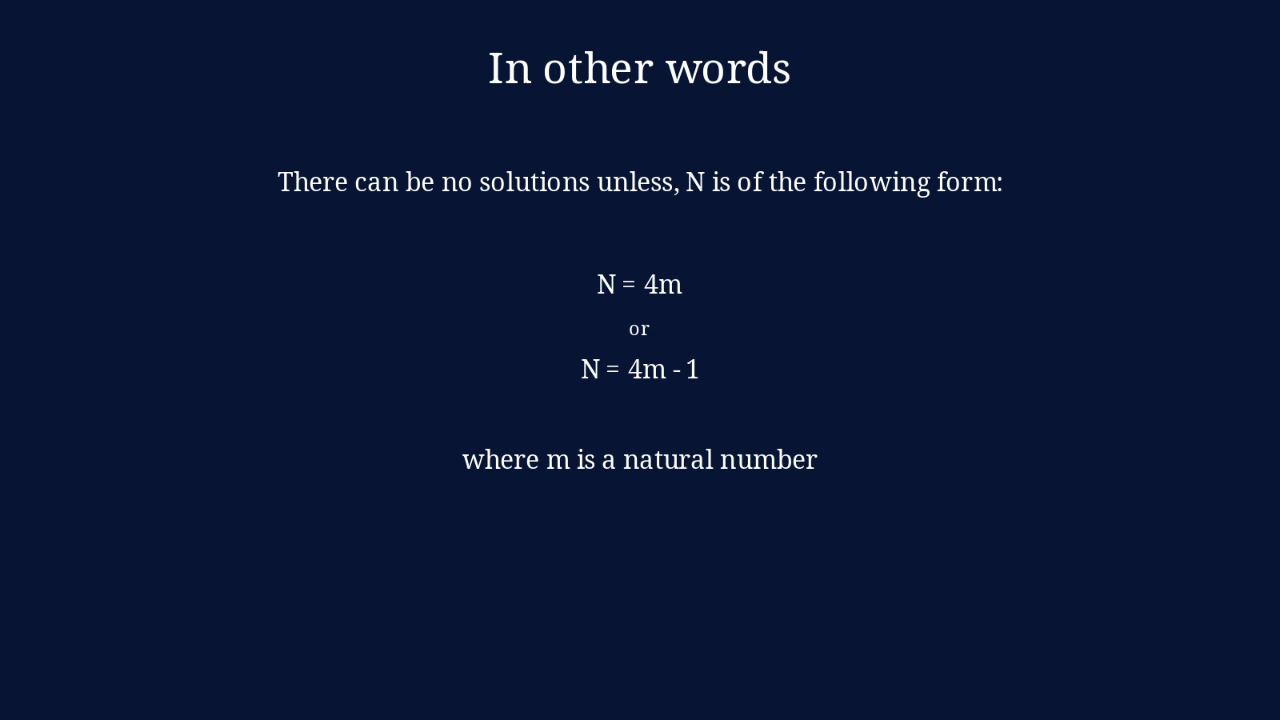 In other words
There can be no solutions unless, N is of the following form:
N = 4m
or
N = 4m - 1
where m is a natural number